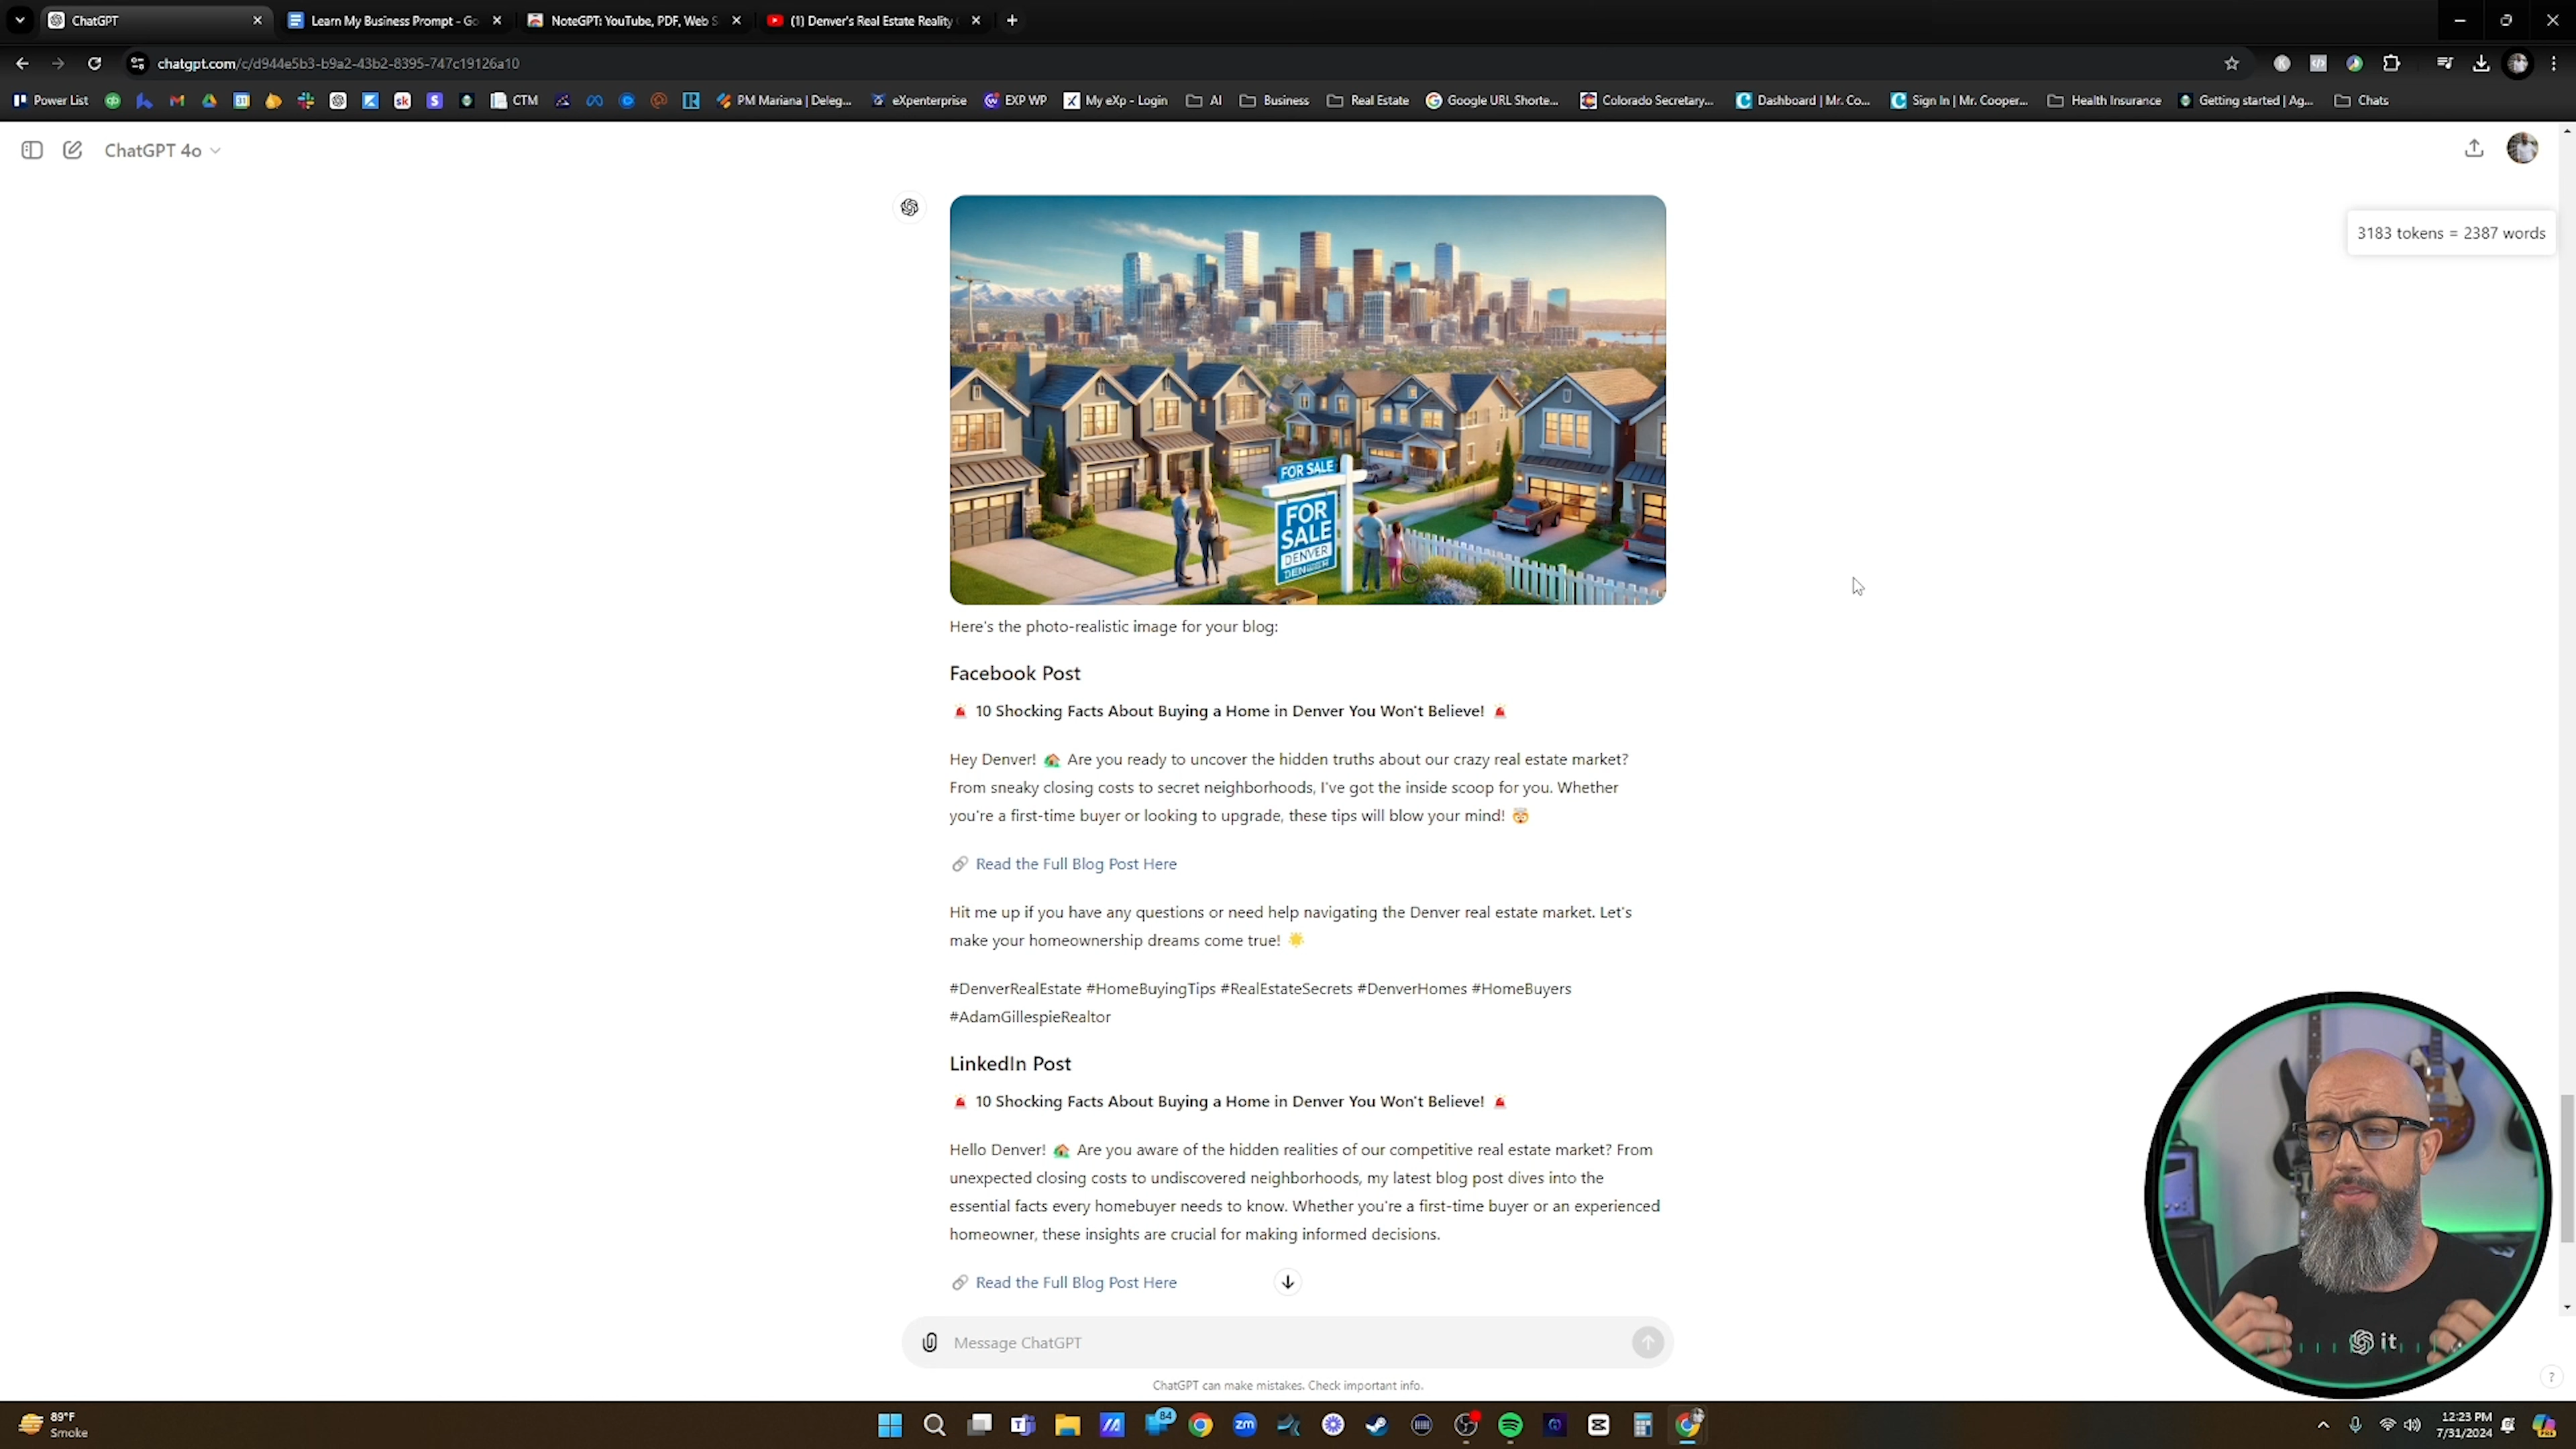 ChatGPT
Learn My Business Prompt - Go
NoteGPT: YouTube, PDF, Web S
(1) Denver's Real Estate Reality
chatgpt.com/c/d944e5b3-b9a2-43b2-8395-747c19126a10
Power List
31
sk
S
CTM
R
PM Mariana | Deleg...
eXpenterprise
EXP WP
My eXp - Login
AI
Business
Real Estate
Google URL Shorte...
Colorado Secretary...
Dashboard | Mr. Co...
Sign In | Mr. Cooper...
Health Insurance
Getting started | Ag...
Chats
ChatGPT 4o
3183 tokens = 2387 words
FOR SALE
FOR
SALE
DENVER
Here's the photo-realistic image for your blog:
Facebook Post
🚨 10 Shocking Facts About Buying a Home in Denver You Won't Believe! 🚨
Hey Denver! 🏠 Are you ready to uncover the hidden truths about our crazy real estate market?
From sneaky closing costs to secret neighborhoods, I've got the inside scoop for you. Whether
you're a first-time buyer or looking to upgrade, these tips will blow your mind! 🤯
🔗 Read the Full Blog Post Here
Hit me up if you have any questions or need help navigating the Denver real estate market. Let's
make your homeownership dreams come true! 🌟
#DenverRealEstate #HomeBuyingTips #RealEstateSecrets #DenverHomes #HomeBuyers
#AdamGillespieRealtor
LinkedIn Post
🚨 10 Shocking Facts About Buying a Home in Denver You Won't Believe! 🚨
Hello Denver! 🏠 Are you aware of the hidden realities of our competitive real estate market? From
unexpected closing costs to undiscovered neighborhoods, my latest blog post dives into the
essential facts every homebuyer needs to know. Whether you're a first-time buyer or an experienced
homeowner, these insights are crucial for making informed decisions.
🔗 Read the Full Blog Post Here
Message ChatGPT
ChatGPT can make mistakes. Check important info.
?
it
89°F
Smoke
84
zm
12:23 PM
7/31/2024